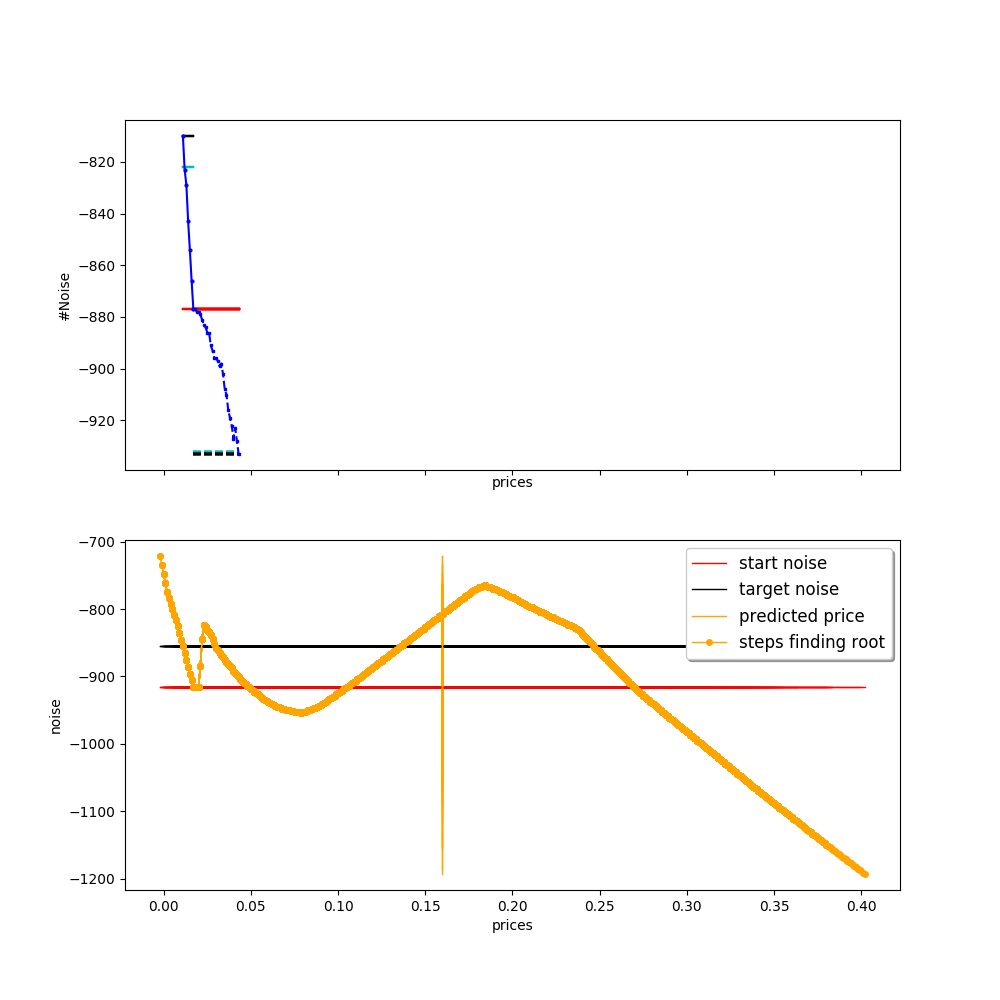 −820
−840
−860
−880
−900
−920
#Noise
prices
−700
−800
−900
−1000
−1100
−1200
noise
start noise
target noise
predicted price
steps finding root
0.00 0.05 0.10 0.15 0.20 0.25 0.30 0.35 0.40
prices